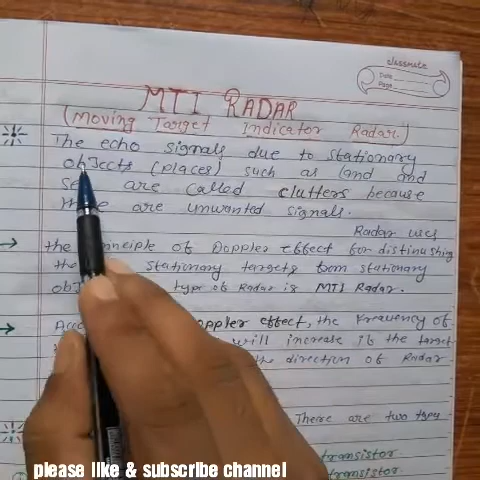 classmate
Date
Page
MTI RADAR
(Moving Target Indicator Radar.)
The echo signals due to stationary
objects (places) such as land and
are called clutters because
are unwanted signals.
Radar uses
the principle of Doppler effect for distinushing
the stationary targets from stationary
type of Radar is MTI Radar.
Doppler effect, the frequency of
will increase if the target
the direction of Radar
There are two type
transistor
transistor
please like & subscribe channel